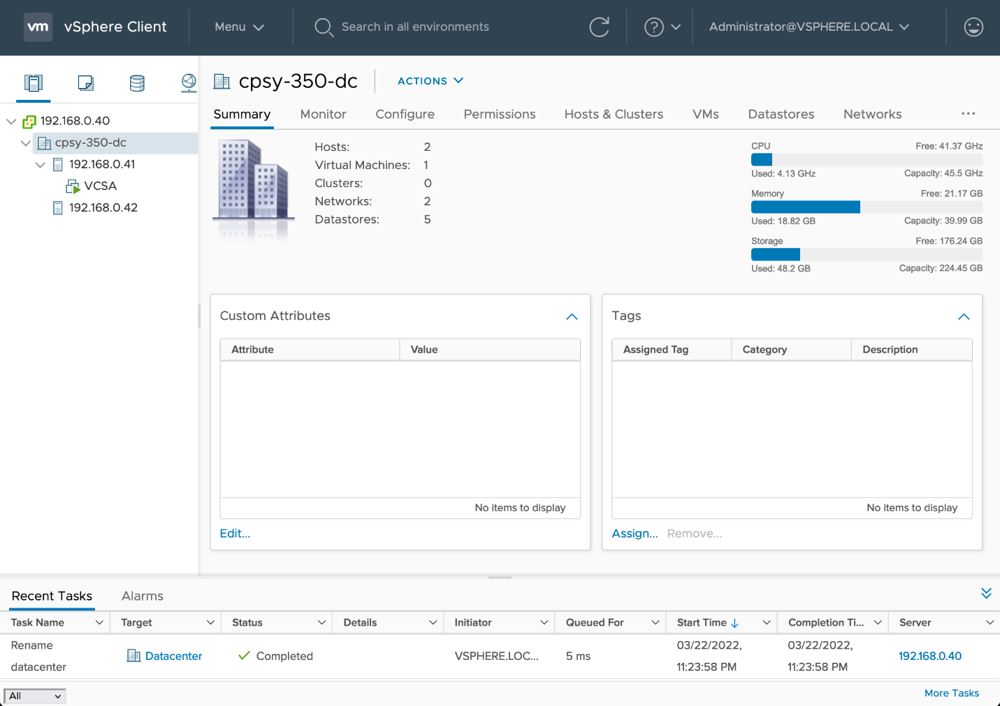 vm vSphere Client Menu Search in all environments ? Administrator@VSPHERE.LOCAL
192.168.0.40
cpsy-350-dc
192.168.0.41
VCSA
192.168.0.42
cpsy-350-dc ACTIONS
Summary Monitor Configure Permissions Hosts & Clusters VMs Datastores Networks ...
Hosts: 2
Virtual Machines: 1
Clusters: 0
Networks: 2
Datastores: 5
CPU Free: 41.37 GHz
Used: 4.13 GHz Capacity: 45.5 GHz
Memory Free: 21.17 GB
Used: 18.82 GB Capacity: 39.99 GB
Storage Free: 176.24 GB
Used: 48.2 GB Capacity: 224.45 GB
Custom Attributes
Attribute Value
No items to display
Edit...
Tags
Assigned Tag Category Description
No items to display
Assign... Remove...
Recent Tasks Alarms
Task Name Target Status Details Initiator Queued For Start Time Completion Ti... Server
Rename datacenter Datacenter Completed VSPHERE.LOC... 5 ms 03/22/2022, 11:23:58 PM 03/22/2022, 11:23:58 PM 192.168.0.40
All More Tasks